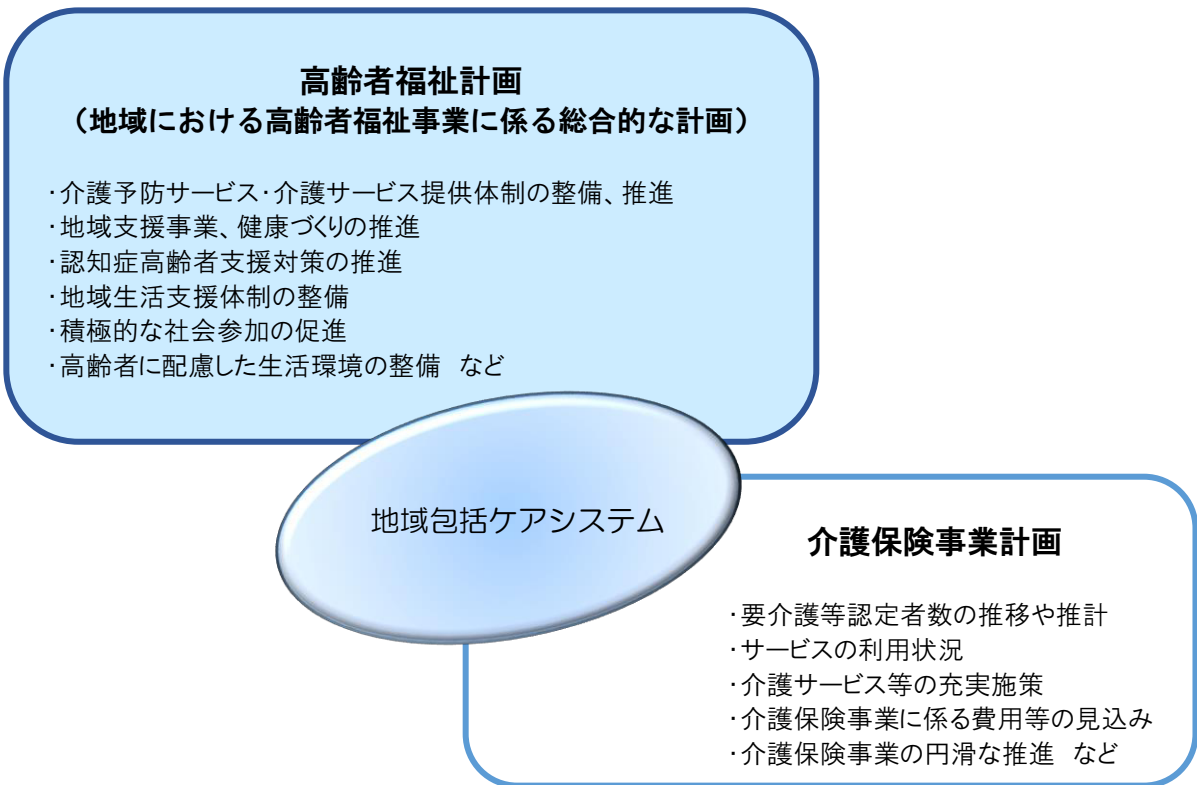 高齢者福祉計画
（地域における高齢者福祉事業に係る総合的な計画）
・介護予防サービス・介護サービス提供体制の整備、推進
・地域支援事業、健康づくりの推進
・認知症高齢者支援対策の推進
・地域生活支援体制の整備
・積極的な社会参加の促進
・高齢者に配慮した生活環境の整備　など
地域包括ケアシステム
介護保険事業計画
・要介護等認定者数の推移や推計
・サービスの利用状況
・介護サービス等の充実施策
・介護保険事業に係る費用等の見込み
・介護保険事業の円滑な推進　など